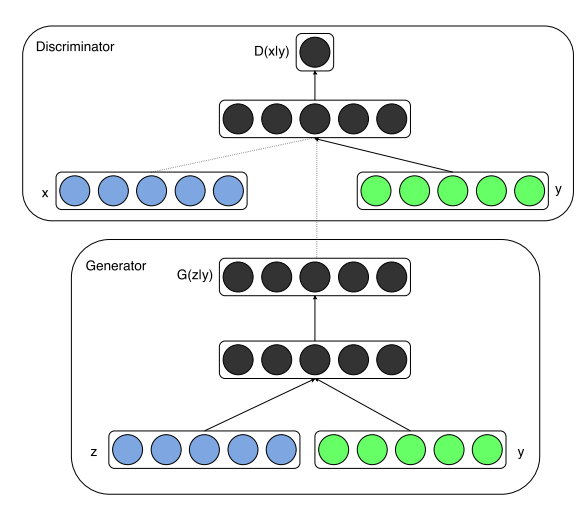 Discriminator
D(x|y)
x
y
Generator
G(z|y)
z
y